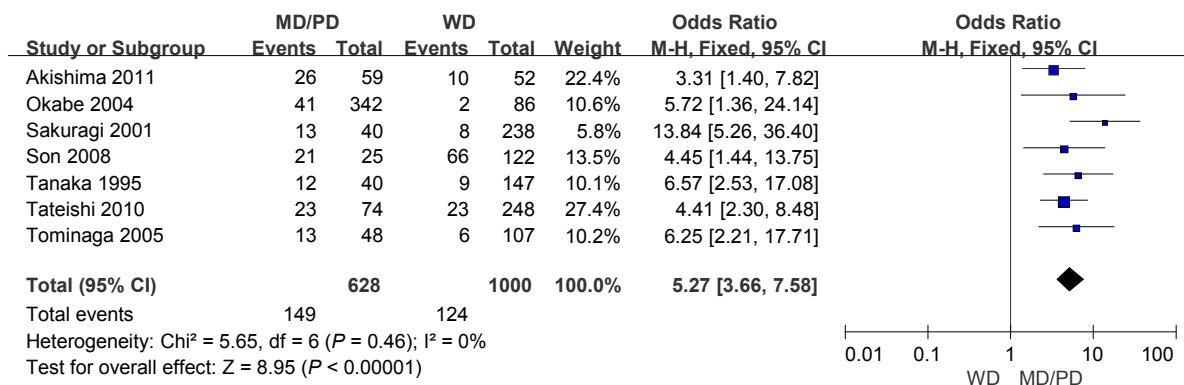 MD/PD WD Odds Ratio Odds Ratio
Study or Subgroup Events Total Events Total Weight M-H, Fixed, 95% CI M-H, Fixed, 95% CI
Akishima 2011 26 59 10 52 22.4% 3.31 [1.40, 7.82]
Okabe 2004 41 342 2 86 10.6% 5.72 [1.36, 24.14]
Sakuragi 2001 13 40 8 238 5.8% 13.84 [5.26, 36.40]
Son 2008 21 25 66 122 13.5% 4.45 [1.44, 13.75]
Tanaka 1995 12 40 9 147 10.1% 6.57 [2.53, 17.08]
Tateishi 2010 23 74 23 248 27.4% 4.41 [2.30, 8.48]
Tominaga 2005 13 48 6 107 10.2% 6.25 [2.21, 17.71]
Total (95% CI) 628 1000 100.0% 5.27 [3.66, 7.58]
Total events 149 124
Heterogeneity: Chi² = 5.65, df = 6 (P = 0.46); I² = 0%
Test for overall effect: Z = 8.95 (P < 0.00001)
0.01 0.1 1 10 100
WD MD/PD